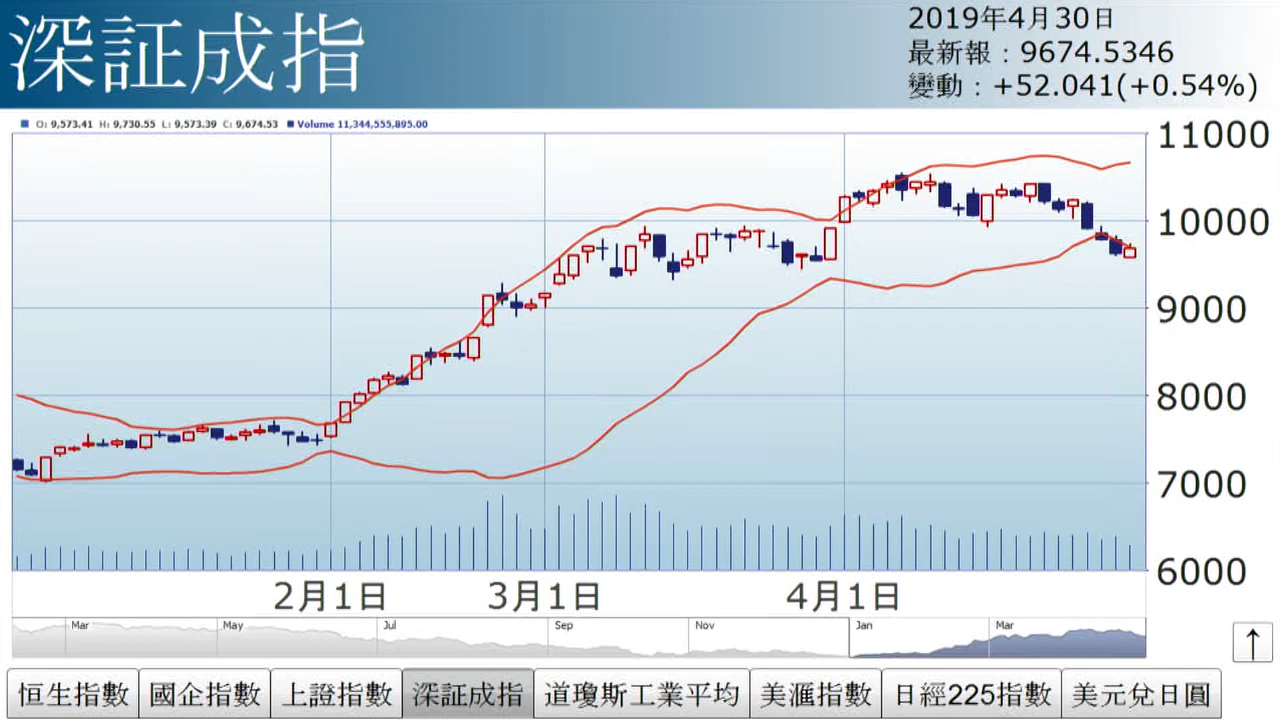 深証成指
2019年4月30日
最新報：9674.5346
變動：+52.041(+0.54%)
O: 9,573.41 H: 9,730.55 L: 9,573.39 C: 9,674.53 Volume 11,344,555,895.00
11000
10000
9000
8000
7000
6000
2月1日 3月1日 4月1日
Mar May Jul Sep Nov Jan Mar
↑
恒生指數 國企指數 上證指數 深証成指 道瓊斯工業平均 美滙指數 日經225指數 美元兌日圓